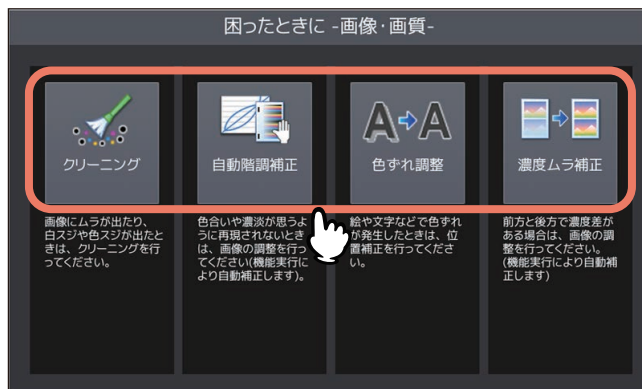 困ったときに -画像・画質-
クリーニング
自動階調補正
色ずれ調整
濃度ムラ補正
画像にムラが出たり、
白スジや色スジが出たと
きは、クリーニングを行
ってください。
色合いや濃淡が思うよ
うに再現されないとき
は、画像の調整を行っ
てください(機能実行に
より自動補正します)。
絵や文字などで色ずれ
が発生したときは、位
置補正を行ってくださ
い。
前方と後方で濃度差が
ある場合は、画像の調
整を行ってください。
(機能実行により自動補
正します)